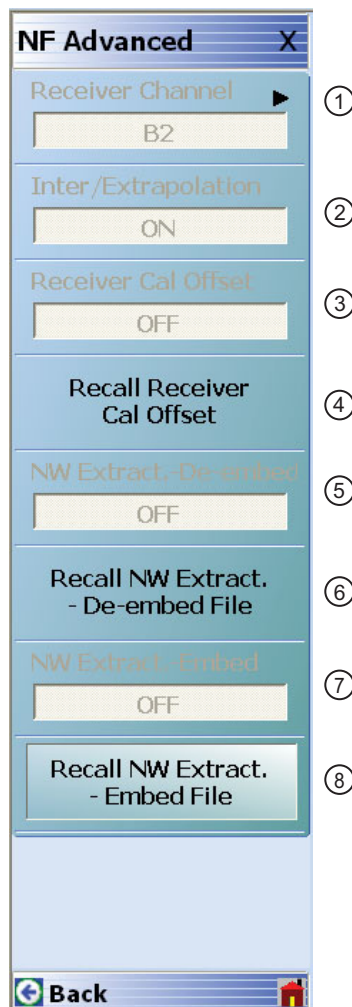 NF Advanced X
Receiver Channel
B2
①
Inter/Extrapolation
ON
②
Receiver Cal Offset
OFF
③
Recall Receiver
Cal Offset
④
NW Extract.-De-embed
OFF
⑤
Recall NW Extract.
- De-embed File
⑥
NW Extract.-Embed
OFF
⑦
Recall NW Extract.
- Embed File
⑧
Back